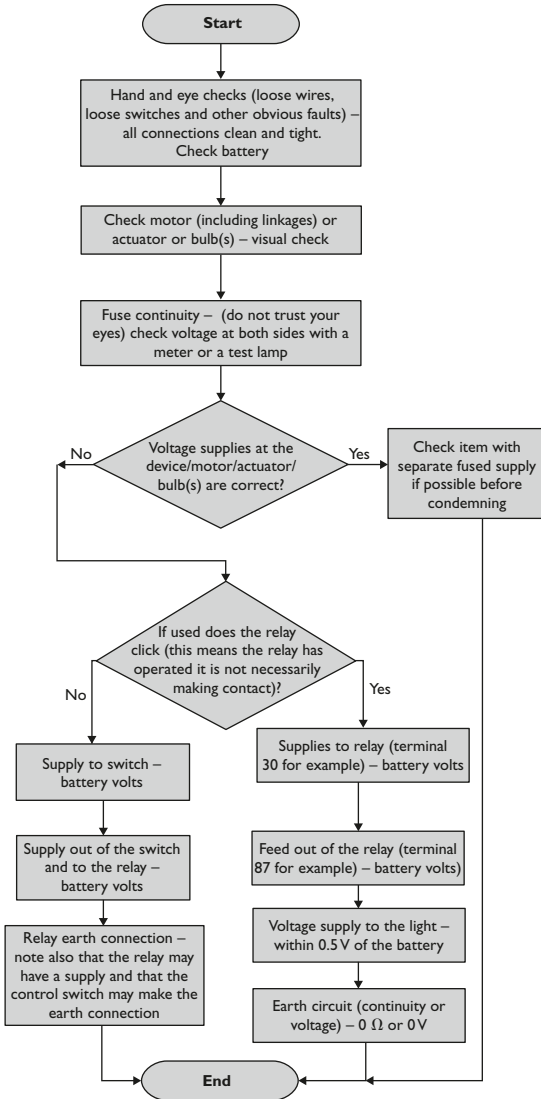 Start
Hand and eye checks (loose wires,
loose switches and other obvious faults) –
all connections clean and tight.
Check battery
Check motor (including linkages) or
actuator or bulb(s) – visual check
Fuse continuity – (do not trust your
eyes) check voltage at both sides with a
meter or a test lamp
No
Voltage supplies at the
device/motor/actuator/
bulb(s) are correct?
Yes
Check item with
separate fused supply
if possible before
condemning
If used does the relay
click (this means the relay has
operated it is not necessarily
making contact)?
No
Yes
Supply to switch –
battery volts
Supply out of the switch
and to the relay –
battery volts
Relay earth connection –
note also that the relay may
have a supply and that the
control switch may make the
earth connection
Supplies to relay (terminal
30 for example) – battery volts
Feed out of the relay (terminal
87 for example) – battery volts)
Voltage supply to the light –
within 0.5 V of the battery
Earth circuit (continuity or
voltage) – 0 Ω or 0 V
End